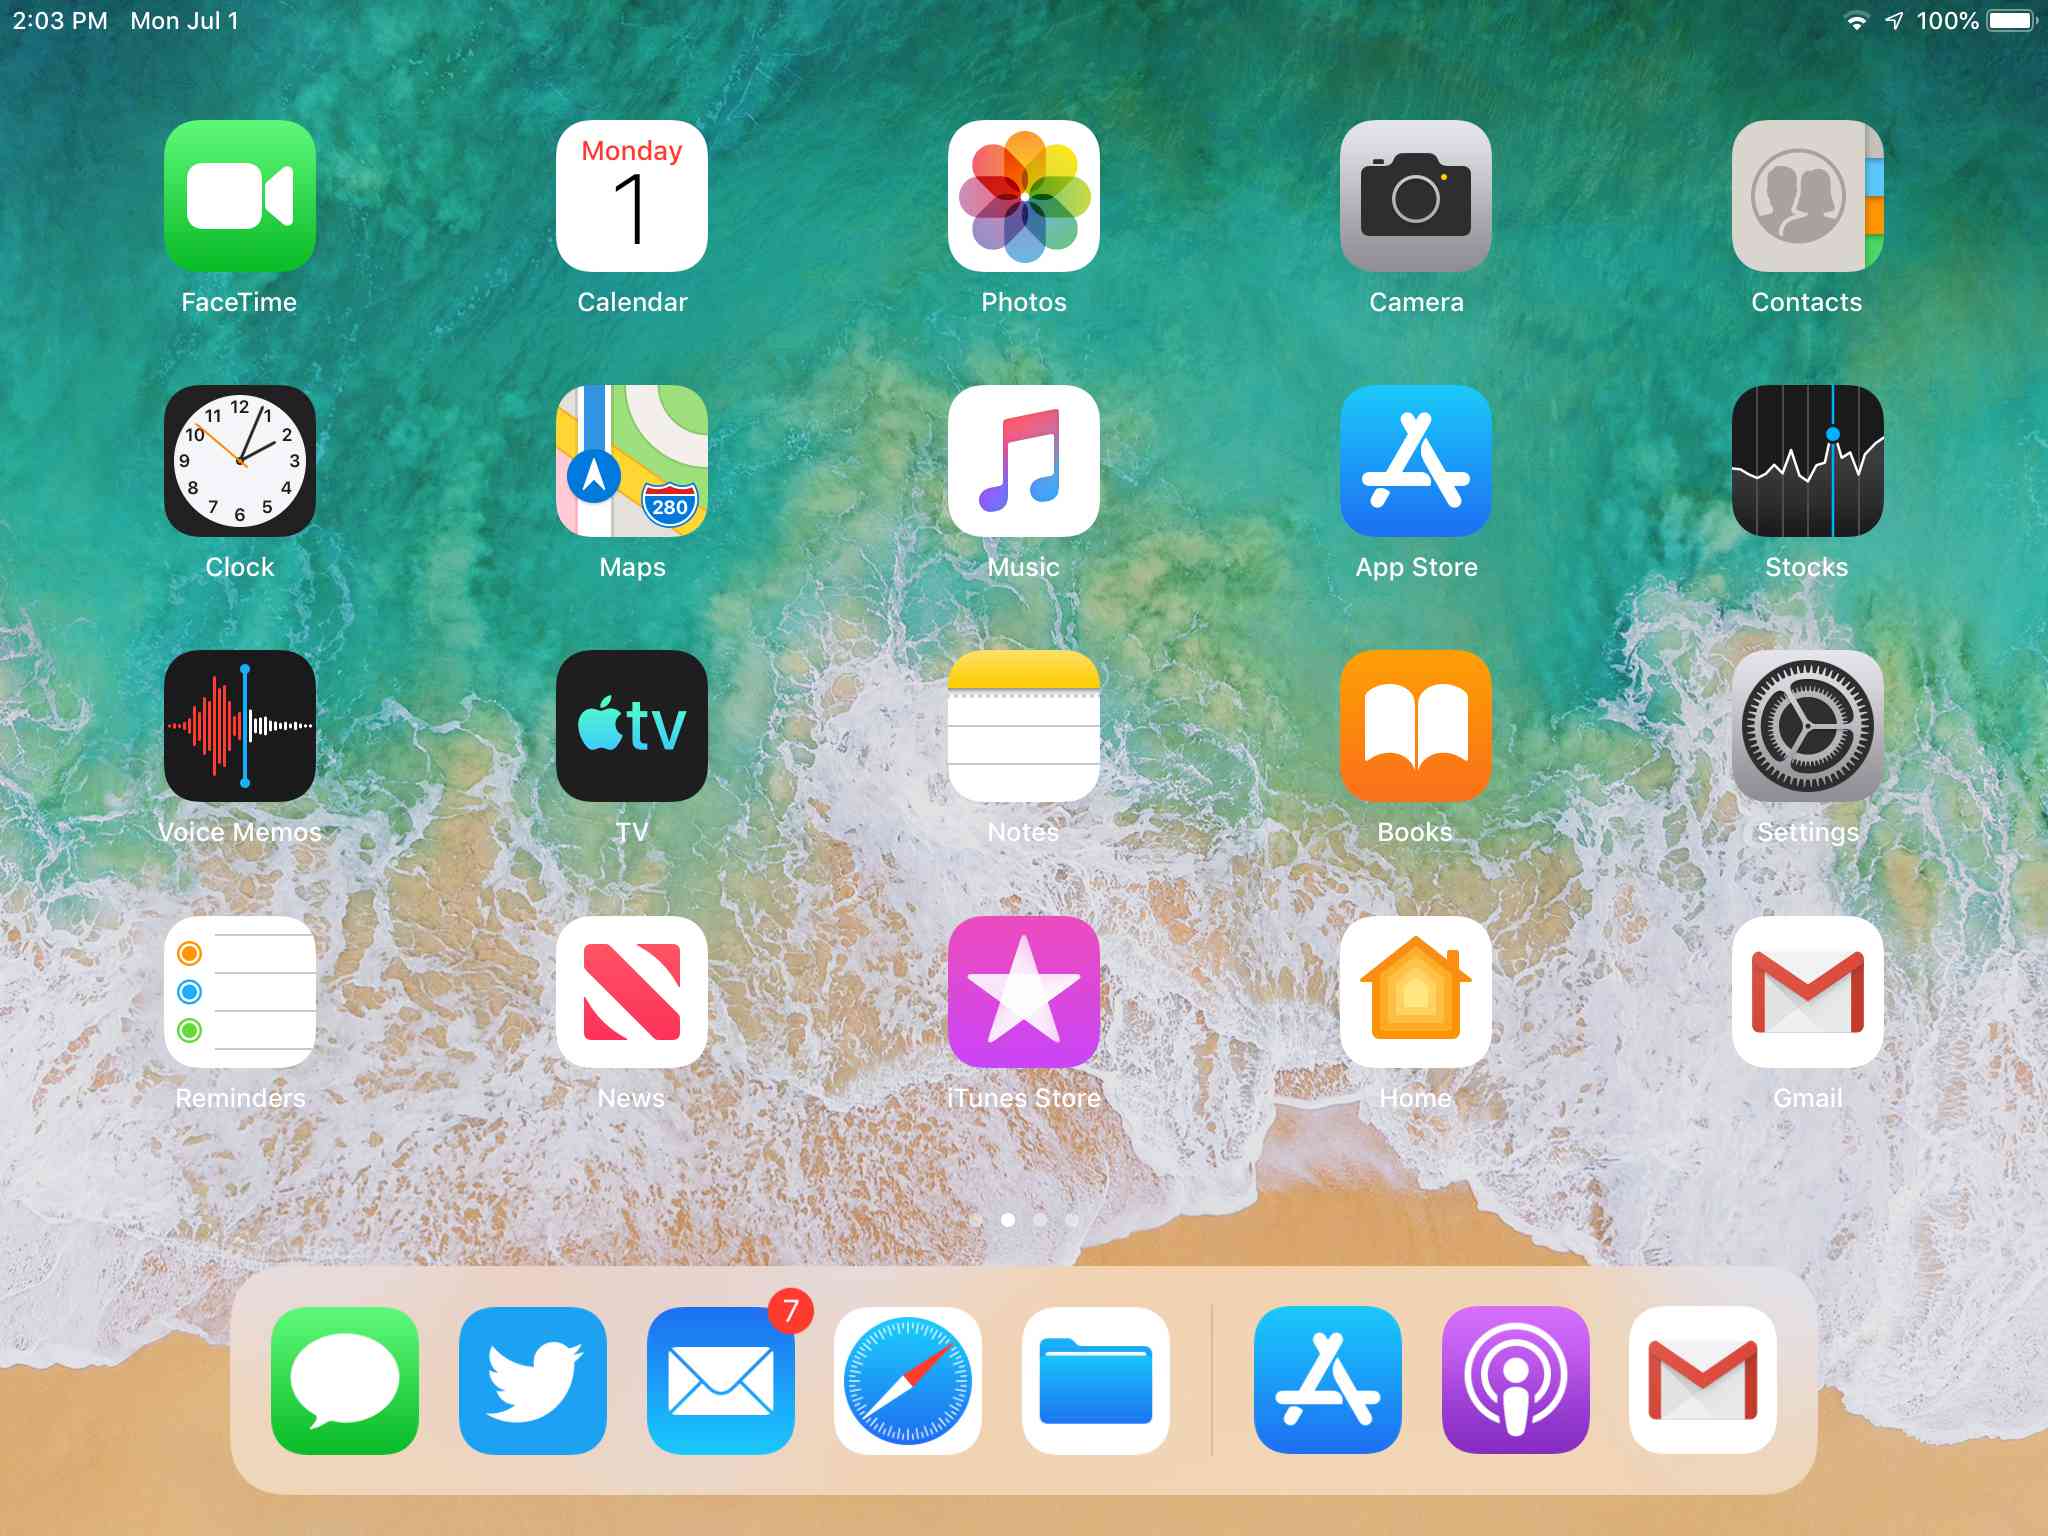 2:03 PM Mon Jul 1 100%
Monday
1
FaceTime Calendar Photos Camera Contacts
12
11 1
10 2
9 3
8 4
7 5
6
280
Clock Maps Music App Store Stocks
tv
Voice Memos TV Notes Books Settings
Reminders News iTunes Store Home Gmail
7